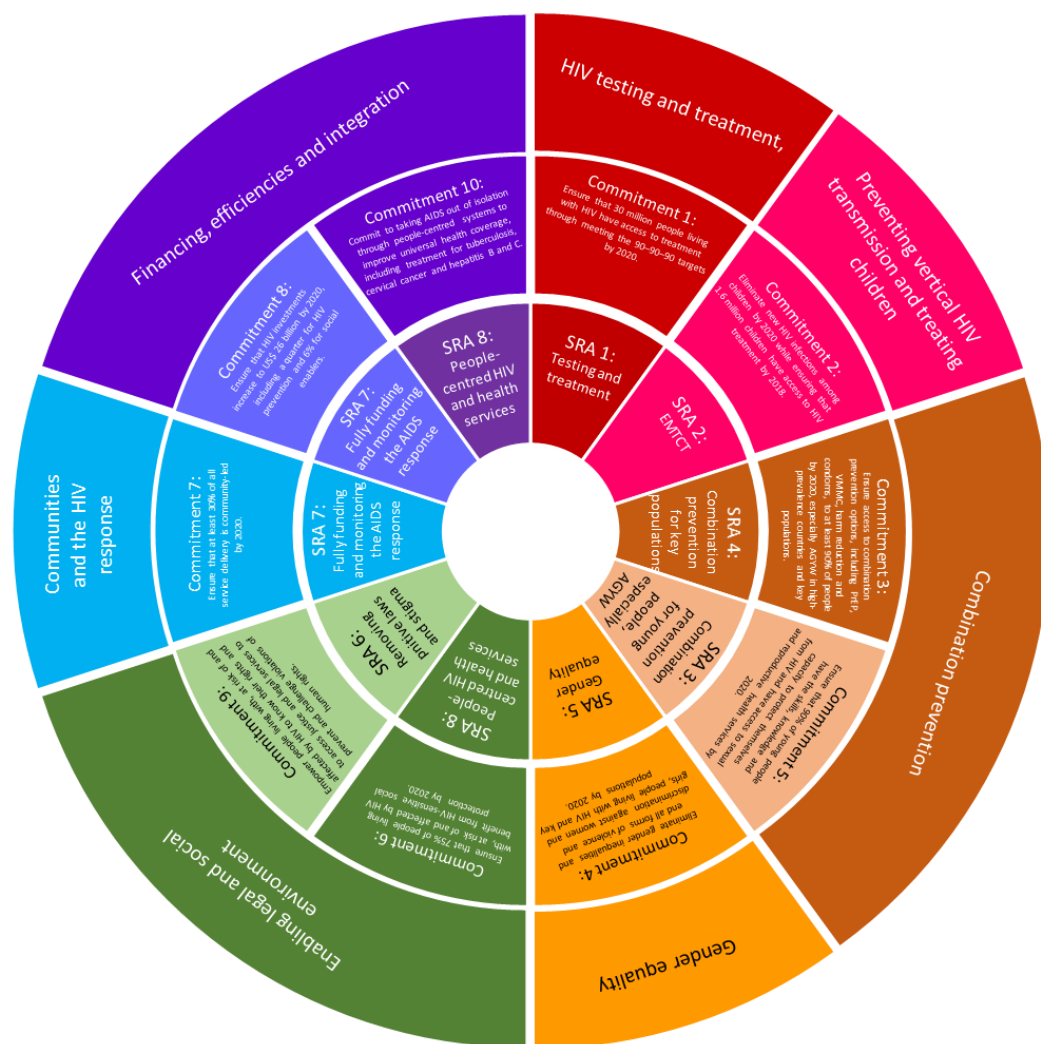 HIV testing and treatment,
Commitment 1:
Ensure that 30 million people living
with HIV have access to treatment
through meeting the 90–90–90 targets
by 2020.
SRA 1:
Testing and
treatment
Preventing vertical HIV
transmission and treating
children
Commitment 2:
Eliminate new HIV infections among
children by 2020 while ensuring that
1.6 million children have access to HIV
treatment by 2018.
SRA 2:
EMTCT
Combination prevention
Commitment 3:
Ensure access to combination
prevention options, including PrEP,
VMMC, harm reduction and
condoms, to at least 90% of people
by 2020, especially AGYW in high-
prevalence countries and key
populations.
SRA 4:
Combination
prevention
for key
populations
Commitment 5:
Ensure that 90% of young people
have the skills, knowledge and
capacity to protect themselves
from HIV and have access to sexual
and reproductive health services by
2020.
SRA 3:
Combination
prevention
for young
people,
especially
AGYW
Gender equality
Commitment 4:
Eliminate gender inequalities and
end all forms of violence and
discrimination against women and
girls, people living with HIV and key
populations by 2020.
SRA 5:
Gender
equality
Enabling legal and social
environment
Commitment 6:
Ensure that 75% of people living
with, at risk of and affected by HIV
benefit from HIV-sensitive social
protection by 2020.
SRA 8
People-
centred HIV
and health
services
Commitment 9:
Empower people living with, at risk of and
affected by HIV to know their rights and
to access justice and legal services to
prevent and challenge violations of
human rights.
SRA 6:
Removing
pnitive laws
and stigma
Communities
and the HIV
response
Commitment 7:
Ensure that at least 30% of all
service delivery is community-led
by 2020.
SRA 7:
Fully funding
and monitoring
the AIDS
response
Financing, efficiencies and integration
Commitment 8:
Ensure that HIV investments
increase to US$ 26 billion by 2020,
including a quarter for HIV
prevention and 6% for social
enablers.
SRA 7:
Fully funding
and monitoring
the AIDS
response
Commitment 10:
Commit to taking AIDS out of isolation
through people-centred systems to
improve universal health coverage,
including treatment for tuberculosis,
cervical cancer and hepatitis B and C.
SRA 8:
People-
centred HIV
and health
services